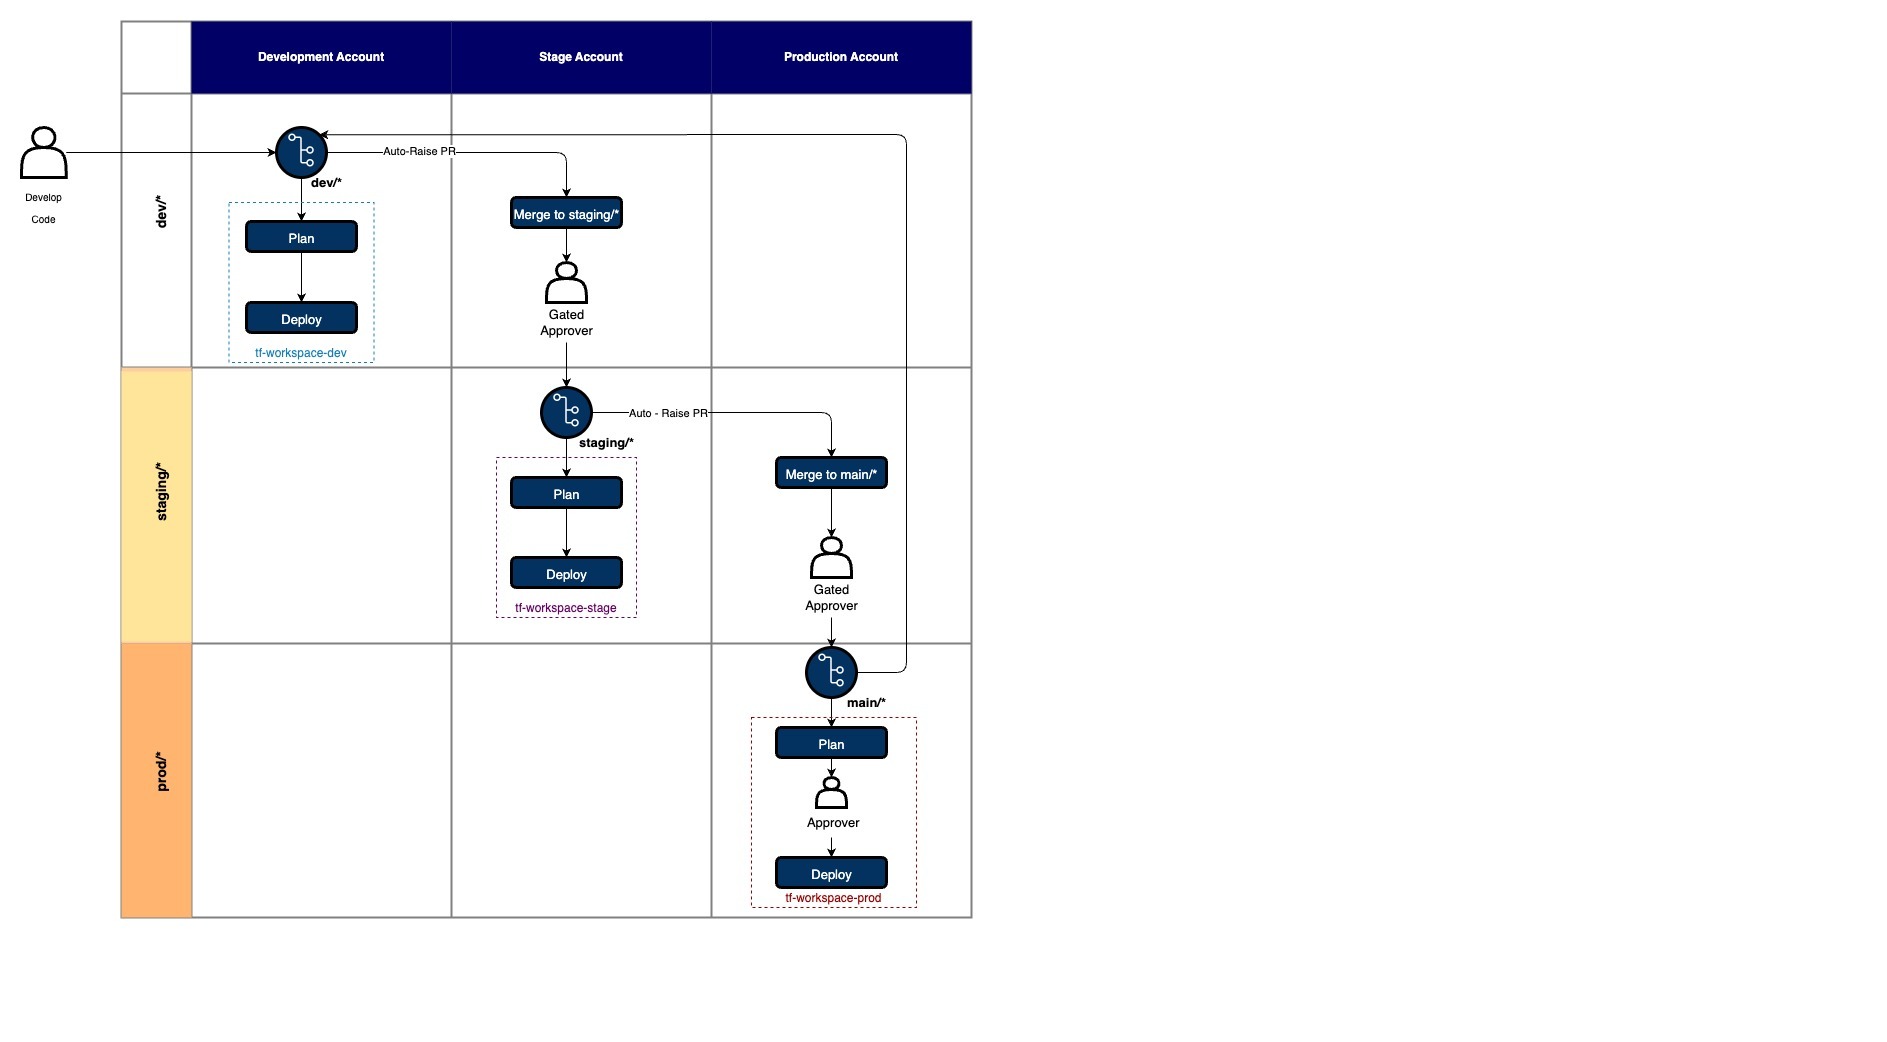 Development Account
Stage Account
Production Account
Develop
Code
dev/*
dev/*
Auto-Raise PR
Plan
Deploy
tf-workspace-dev
Merge to staging/*
Gated
Approver
staging/*
staging/*
Auto - Raise PR
Plan
Deploy
tf-workspace-stage
Merge to main/*
Gated
Approver
prod/*
main/*
Plan
Approver
Deploy
tf-workspace-prod